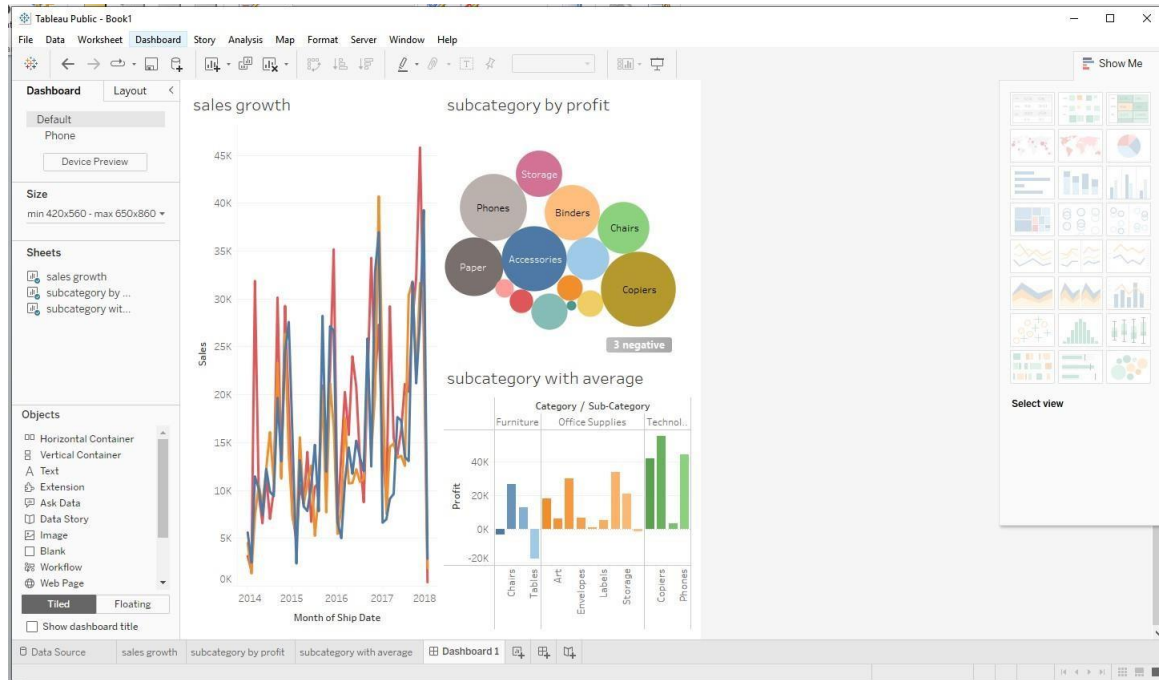 Tableau Public - Book1
File Data Worksheet Dashboard Story Analysis Map Format Server Window Help
Show Me
Dashboard Layout
Default
Phone
Device Preview
Size
min 420x560 - max 650x860
Sheets
sales growth
subcategory by ...
subcategory wit...
Objects
Horizontal Container
Vertical Container
A Text
Extension
Ask Data
Data Story
Image
Blank
Workflow
Web Page
Tiled Floating
Show dashboard title
sales growth
45K
40K
35K
30K
25K
20K
15K
10K
5K
0K
Sales
2014 2015 2016 2017 2018
Month of Ship Date
subcategory by profit
Storage
Phones
Binders
Chairs
Paper
Accessories
Copiers
3 negative
subcategory with average
Category / Sub-Category
Furniture Office Supplies Technol..
40K
20K
0K
-20K
Profit
Chairs
Tables
Art
Envelopes
Labels
Storage
Copiers
Phones
Select view
Data Source sales growth subcategory by profit subcategory with average Dashboard 1